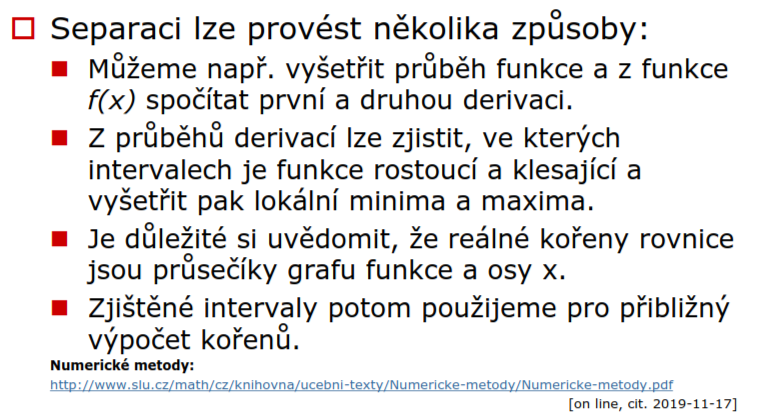 Separaci lze provést několika způsoby:
Můžeme např. vyšetřit průběh funkce a z funkce
f(x) spočítat první a druhou derivaci.
Z průběhů derivací lze zjistit, ve kterých
intervalech je funkce rostoucí a klesající a
vyšetřit pak lokální minima a maxima.
Je důležité si uvědomit, že reálné kořeny rovnice
jsou průsečíky grafu funkce a osy x.
Zjištěné intervaly potom použijeme pro přibližný
výpočet kořenů.
Numerické metody:
http://www.slu.cz/math/cz/knihovna/ucebni-texty/Numericke-metody/Numericke-metody.pdf
[on line, cit. 2019-11-17]